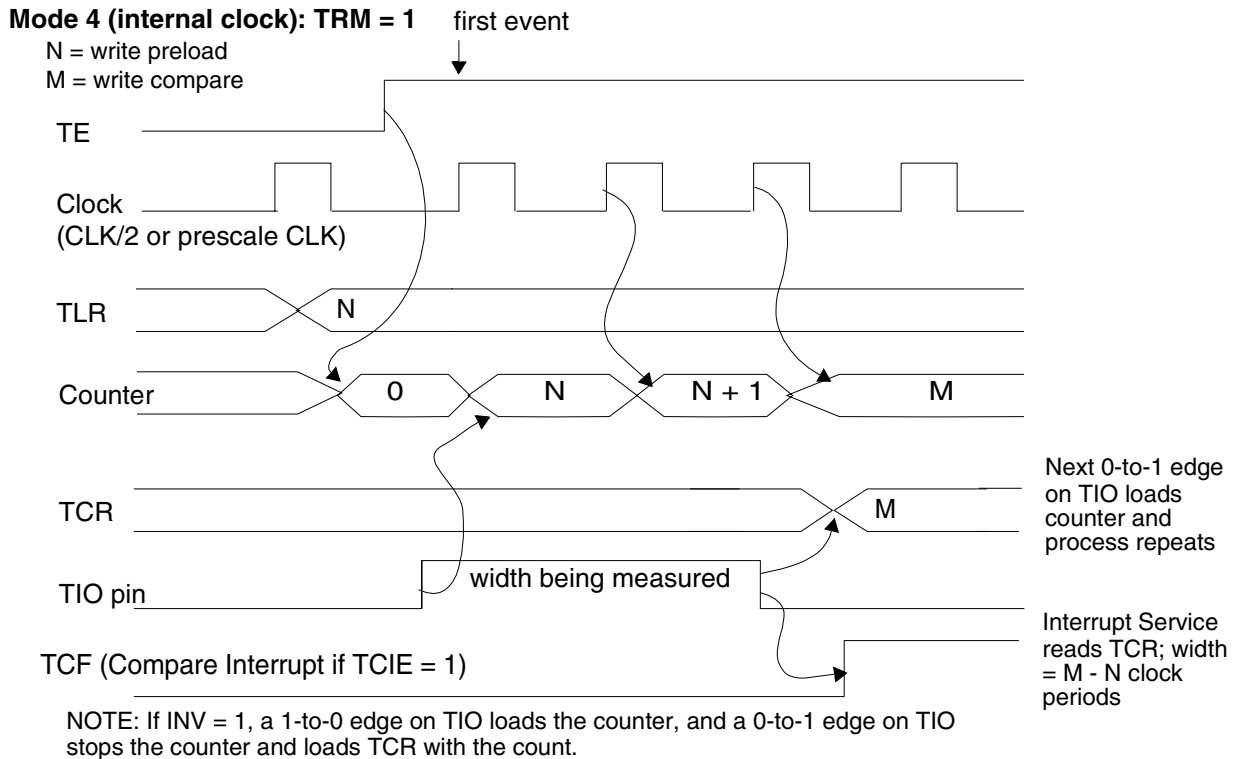 Mode 4 (internal clock): TRM = 1
first event
N = write preload
M = write compare
TE
Clock
(CLK/2 or prescale CLK)
TLR
N
Counter
0
N
N + 1
M
TCR
M
Next 0-to-1 edge
on TIO loads
counter and
process repeats
TIO pin
width being measured
TCF (Compare Interrupt if TCIE = 1)
Interrupt Service
reads TCR; width
= M - N clock
periods
NOTE: If INV = 1, a 1-to-0 edge on TIO loads the counter, and a 0-to-1 edge on TIO
stops the counter and loads TCR with the count.